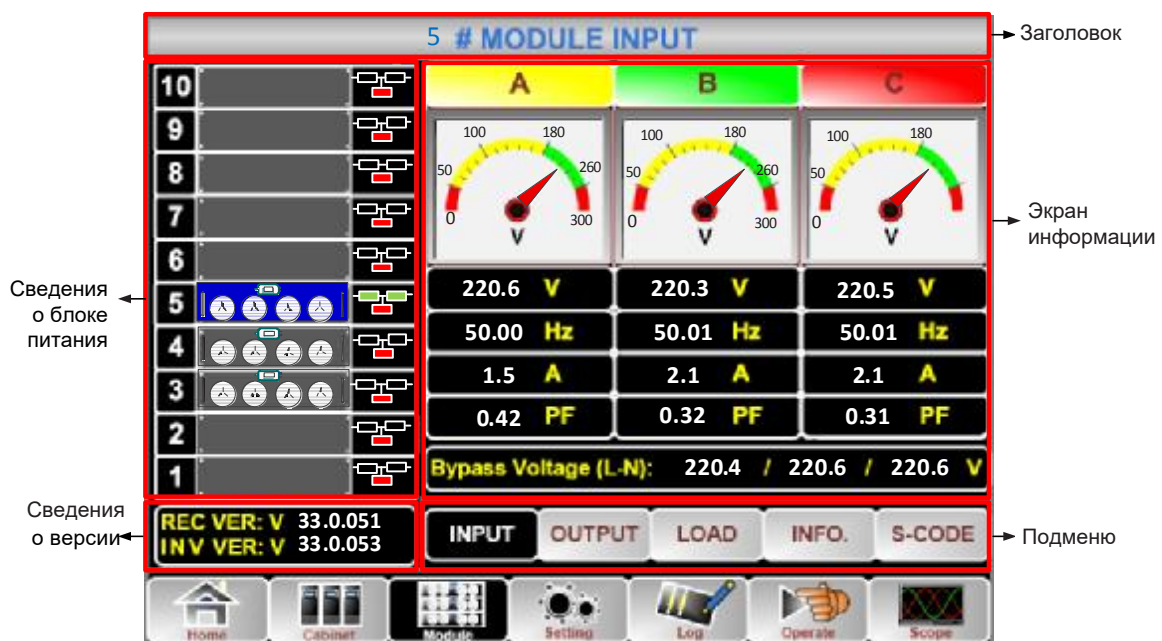 5 # MODULE INPUT
Заголовок
10
9
8
7
6
5
4
3
2
1
Сведения
о блоке
питания
A B C
0 50 100 180 260 300
V
0 50 100 180 260 300
V
0 50 100 180
V
Экран
информации
220.6 V 220.3 V 220.5 V
50.00 Hz 50.01 Hz 50.01 Hz
1.5 A 2.1 A 2.1 A
0.42 PF 0.32 PF 0.31 PF
Bypass Voltage (L-N): 220.4 / 220.6 / 220.6 V
Сведения
о версии
REC VER: V 33.0.051
INV VER: V 33.0.053
INPUT OUTPUT LOAD INFO. S-CODE
Подменю
Home Cabinet Module Setting Log Operate Scope